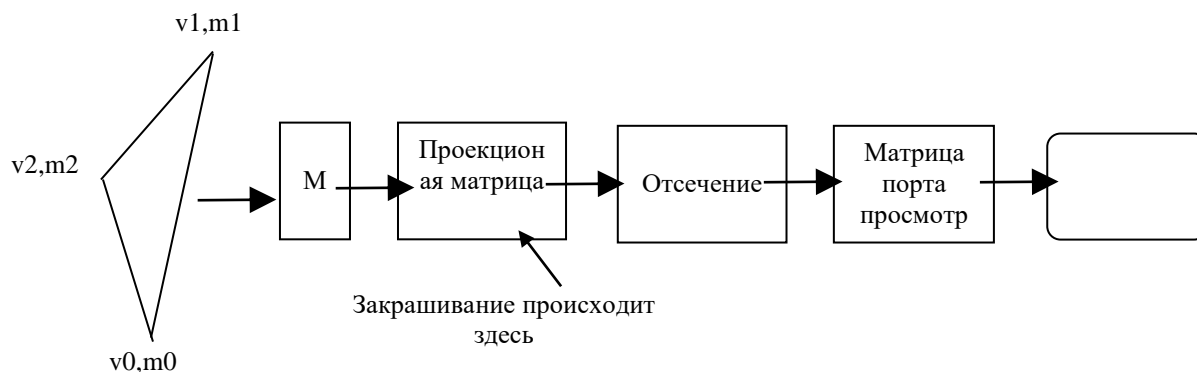 v1,m1
v2,m2
v0,m0
М
Проекцион
ая матрица
Отсечение
Матрица
порта
просмотр
Закрашивание происходит
здесь